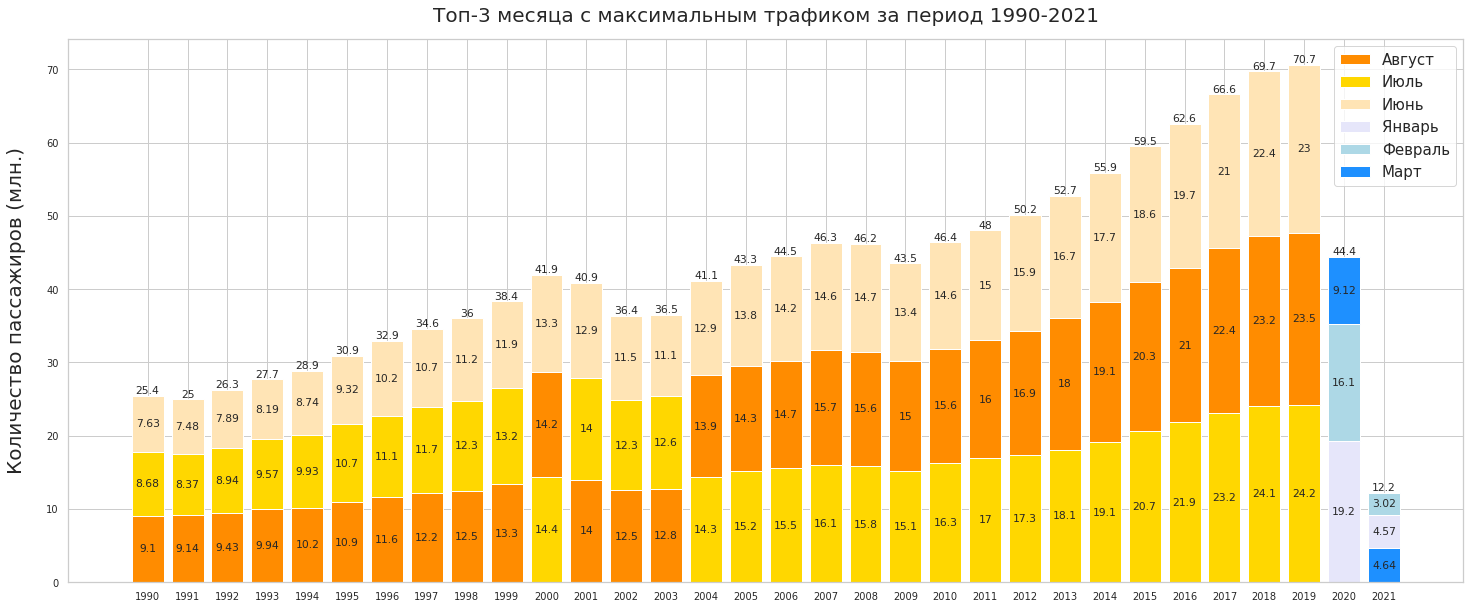 Топ-3 месяца с максимальным трафиком за период 1990-2021
Количество пассажиров (млн.)
70
60
50
40
30
20
10
0
Август
Июль
Июнь
Январь
Февраль
Март
25.4 25 26.3 27.7 28.9 30.9 32.9 34.6 36 38.4 41.9 40.9 36.4 36.5 41.1 43.3 44.5 46.3 46.2 43.5 46.4 48 50.2 52.7 55.9 59.5 62.6 66.6 69.7 70.7 44.4 12.2
7.63 7.48 7.89 8.19 8.74 9.32 10.2 10.7 11.2 11.9 13.3 12.9 11.5 11.1 12.9 13.8 14.2 14.6 14.7 13.4 14.6 15 15.9 16.7 17.7 18.6 19.7 21 22.4 23 9.12 3.02
8.68 8.37 8.94 9.57 9.93 10.7 11.1 11.7 12.3 13.2 14.2 14 12.3 12.6 13.9 14.3 14.7 15.7 15.6 15 15.6 16 16.9 18 19.1 20.3 21 22.4 23.2 23.5 16.1 4.57
9.1 9.14 9.43 9.94 10.2 10.9 11.6 12.2 12.5 13.3 14.4 14 12.5 12.8 14.3 15.2 15.5 16.1 15.8 15.1 16.3 17 17.3 18.1 19.1 20.7 21.9 23.2 24.1 24.2 19.2 4.64
1990 1991 1992 1993 1994 1995 1996 1997 1998 1999 2000 2001 2002 2003 2004 2005 2006 2007 2008 2009 2010 2011 2012 2013 2014 2015 2016 2017 2018 2019 2020 2021